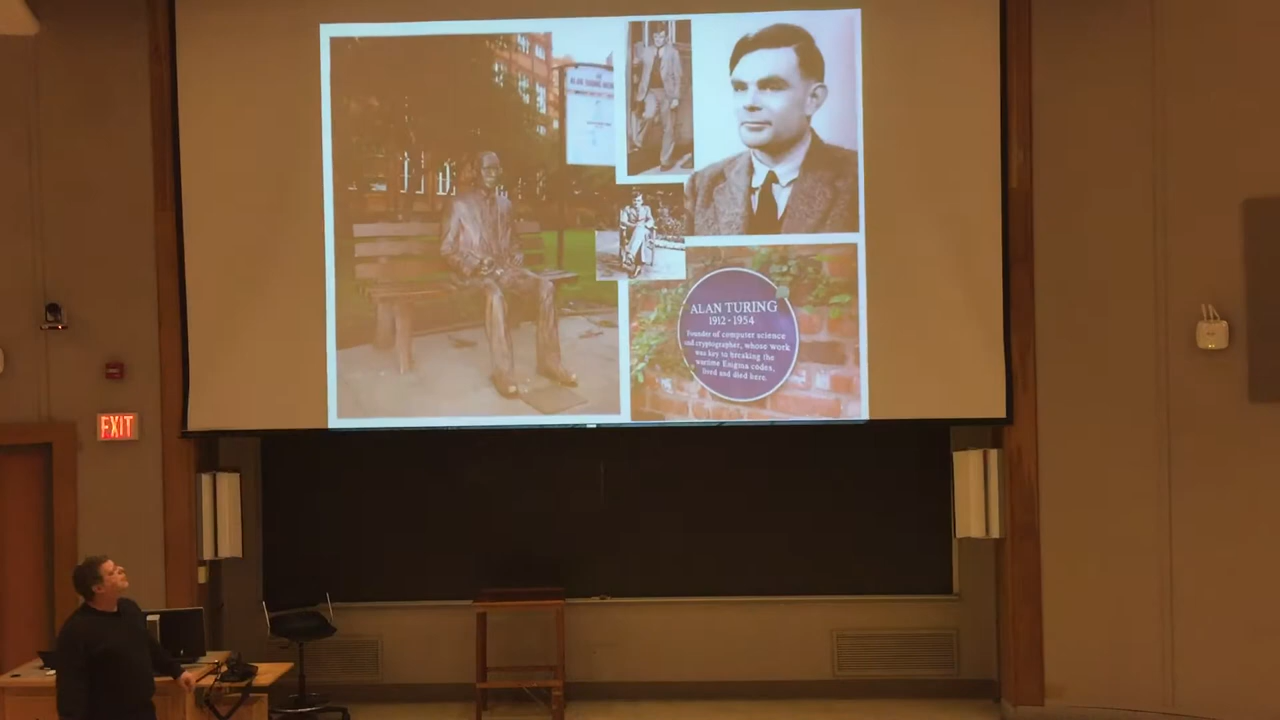 ALAN TURING
1912-1954
Founder of computer science
and cryptographer, whose work
was key to breaking the
wartime Enigma codes,
lived and died here.
EXIT